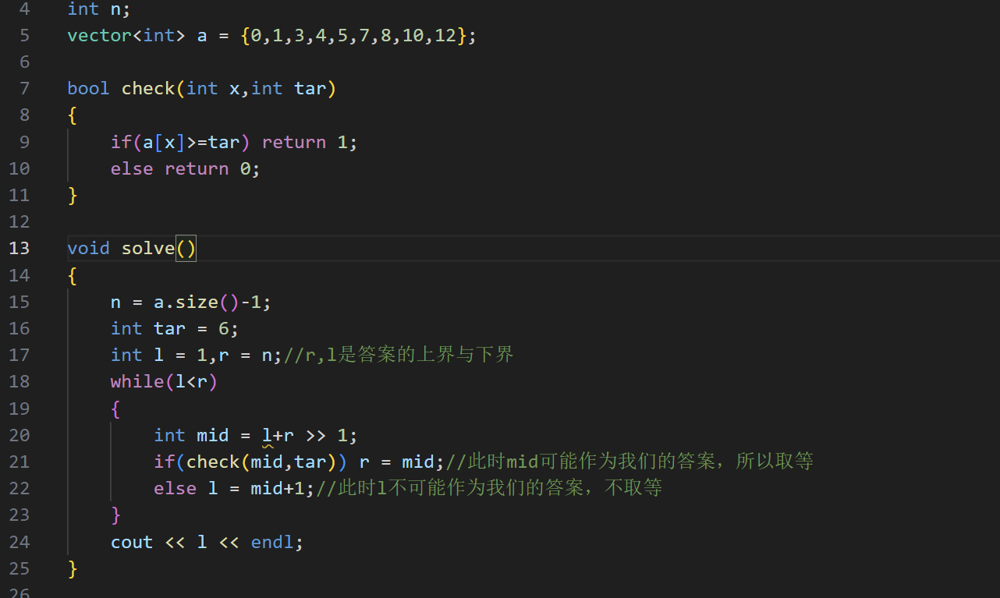 4 int n;
5 vector<int> a = {0,1,3,4,5,7,8,10,12};
6
7 bool check(int x,int tar)
8 {
9     if(a[x]>=tar) return 1;
10     else return 0;
11 }
12
13 void solve()
14 {
15     n = a.size()-1;
16     int tar = 6;
17     int l = 1,r = n;//r,l是答案的上界与下界
18     while(l<r)
19     {
20         int mid = l+r >> 1;
21         if(check(mid,tar)) r = mid;//此时mid可能作为我们的答案，所以取等
22         else l = mid+1;//此时l不可能作为我们的答案，不取等
23     }
24     cout << l << endl;
25 }
26